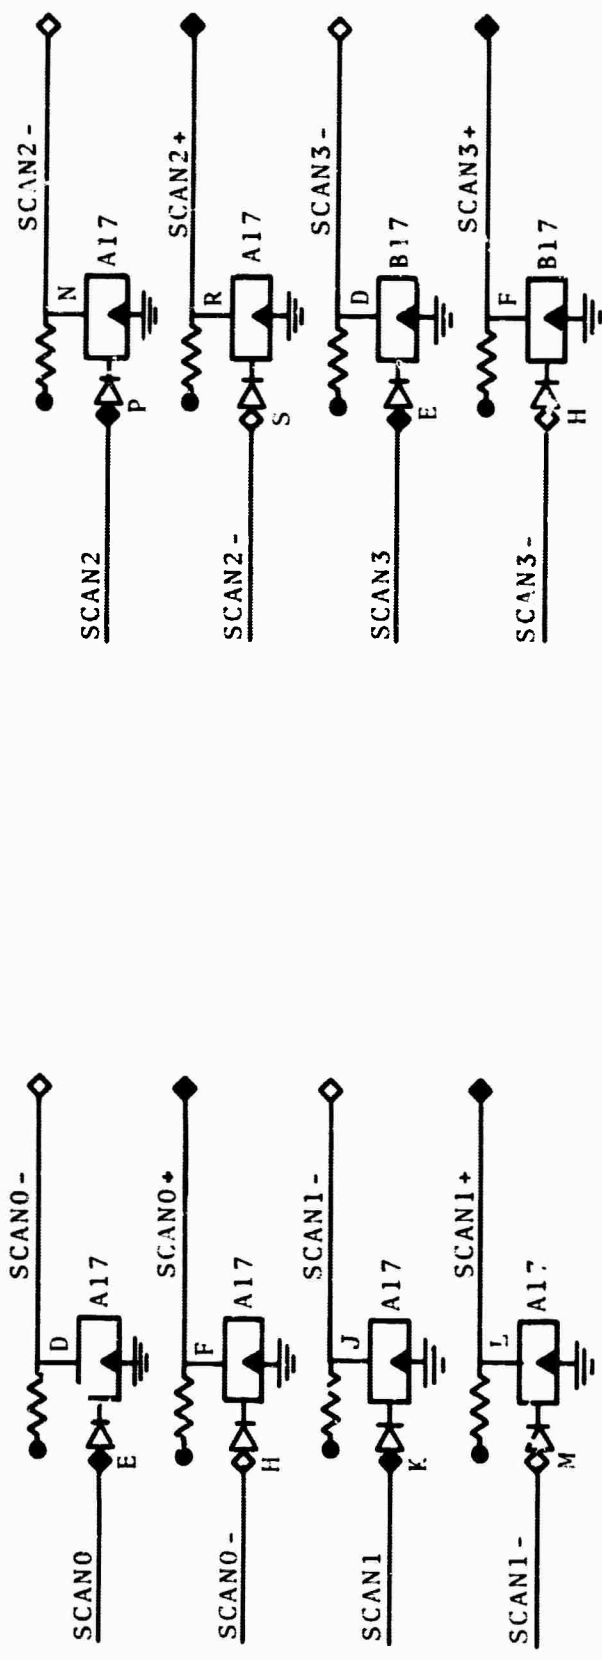 SCAN0-
D
A17
SCAN0
E
SCAN0+
F
A17
SCAN0-
H
SCAN1-
J
A17
SCAN1
K
SCAN1+
L
A17
SCAN1-
M
SCAN2-
N
A17
SCAN2
P
SCAN2+
R
A17
SCAN2-
S
SCAN3-
D
B17
SCAN3
E
SCAN3+
F
B17
SCAN3-
H